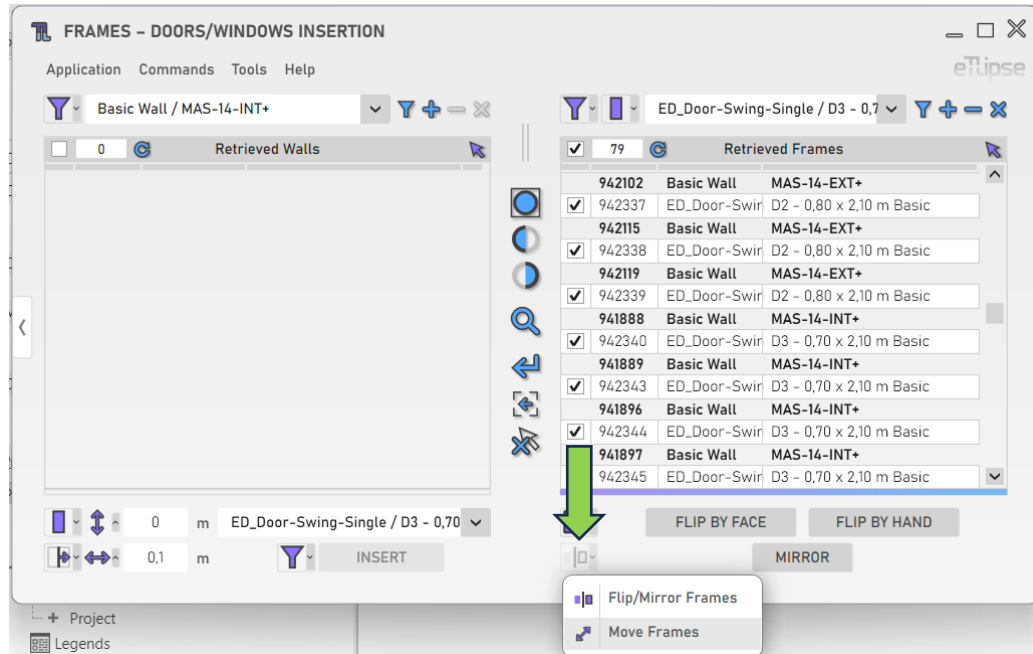 FRAMES – DOORS/WINDOWS INSERTION
Application Commands Tools Help
eTLipse
Basic Wall / MAS-14-INT+
ED_Door-Swing-Single / D3 - 0,7
0 Retrieved Walls
79 Retrieved Frames
942102 Basic Wall MAS-14-EXT+
942337 ED_Door-Swin D2 - 0,80 x 2,10 m Basic
942115 Basic Wall MAS-14-EXT+
942338 ED_Door-Swin D2 - 0,80 x 2,10 m Basic
942119 Basic Wall MAS-14-EXT+
942339 ED_Door-Swin D2 - 0,80 x 2,10 m Basic
941888 Basic Wall MAS-14-INT+
942340 ED_Door-Swin D3 - 0,70 x 2,10 m Basic
941889 Basic Wall MAS-14-INT+
942343 ED_Door-Swin D3 - 0,70 x 2,10 m Basic
941896 Basic Wall MAS-14-INT+
942344 ED_Door-Swin D3 - 0,70 x 2,10 m Basic
941897 Basic Wall MAS-14-INT+
942345 ED_Door-Swin D3 - 0,70 x 2,10 m Basic
0 m ED_Door-Swing-Single / D3 - 0,70
FLIP BY FACE FLIP BY HAND
0,1 m INSERT
MIRROR
Flip/Mirror Frames
Move Frames
Project
Legends